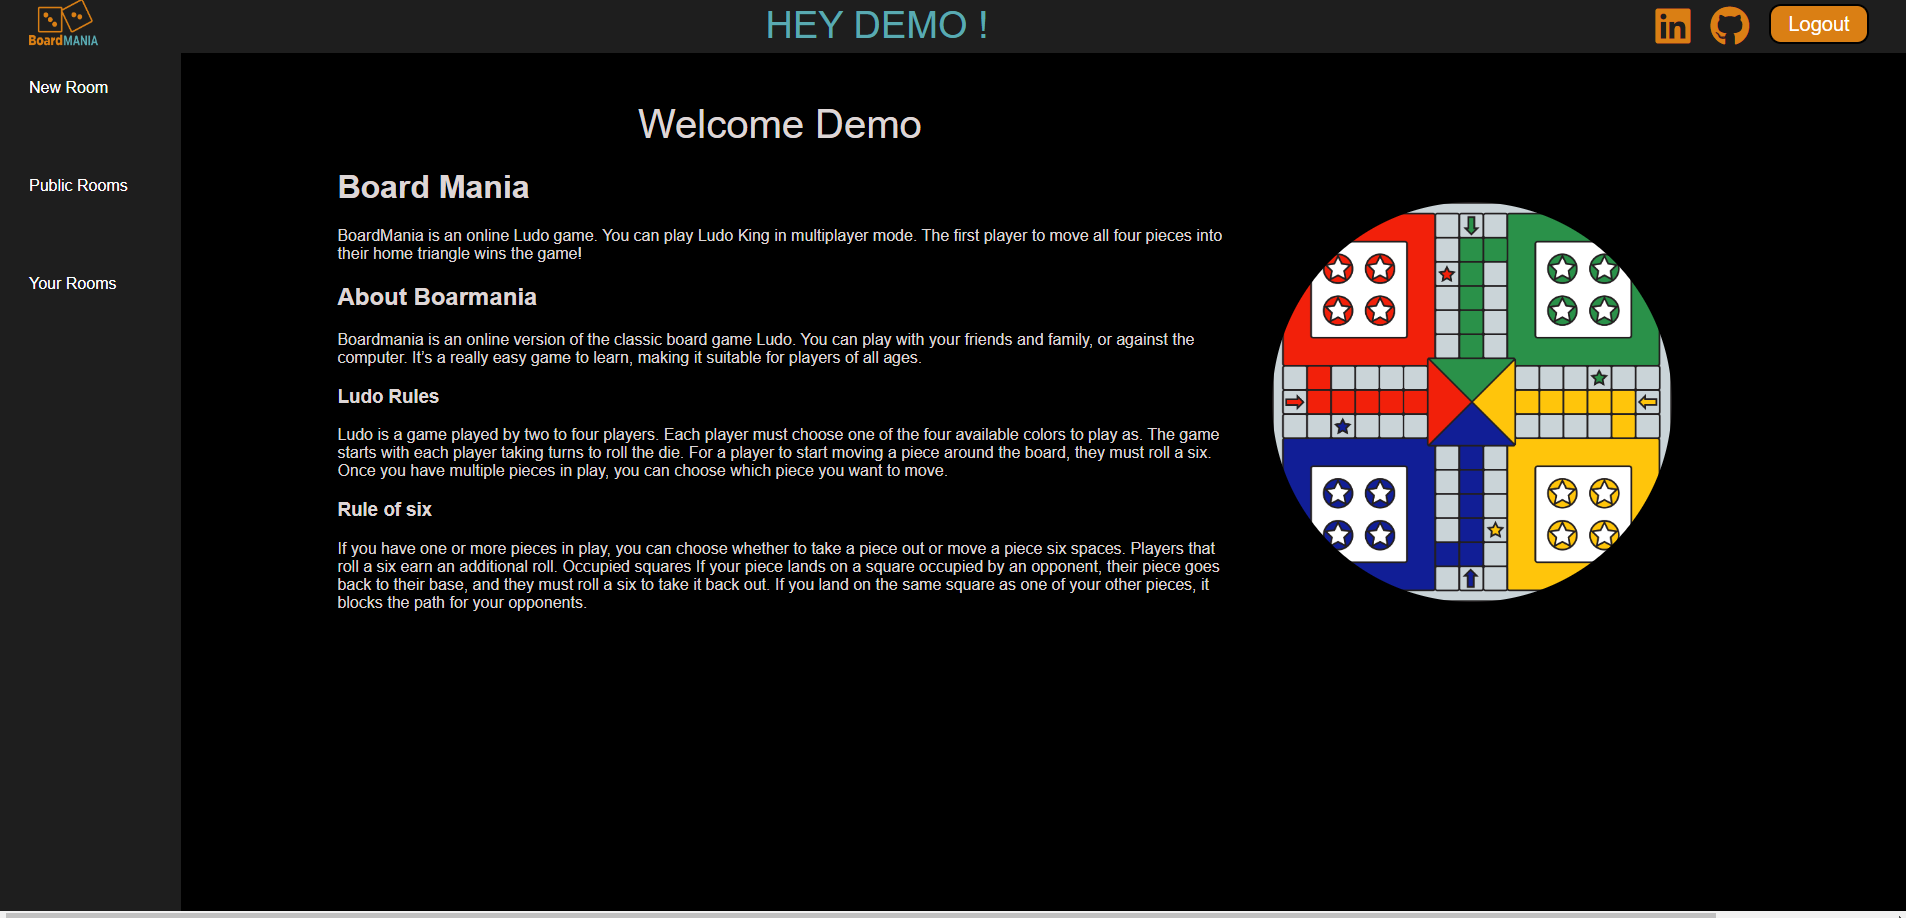 BoardMANIA
HEY DEMO !
Logout
New Room
Public Rooms
Your Rooms
Welcome Demo
Board Mania
BoardMania is an online Ludo game. You can play Ludo King in multiplayer mode. The first player to move all four pieces into
their home triangle wins the game!
About Boarmania
Boardmania is an online version of the classic board game Ludo. You can play with your friends and family, or against the
computer. It's a really easy game to learn, making it suitable for players of all ages.
Ludo Rules
Ludo is a game played by two to four players. Each player must choose one of the four available colors to play as. The game
starts with each player taking turns to roll the die. For a player to start moving a piece around the board, they must roll a six.
Once you have multiple pieces in play, you can choose which piece you want to move.
Rule of six
If you have one or more pieces in play, you can choose whether to take a piece out or move a piece six spaces. Players that
roll a six earn an additional roll. Occupied squares If your piece lands on a square occupied by an opponent, their piece goes
back to their base, and they must roll a six to take it back out. If you land on the same square as one of your other pieces, it
blocks the path for your opponents.